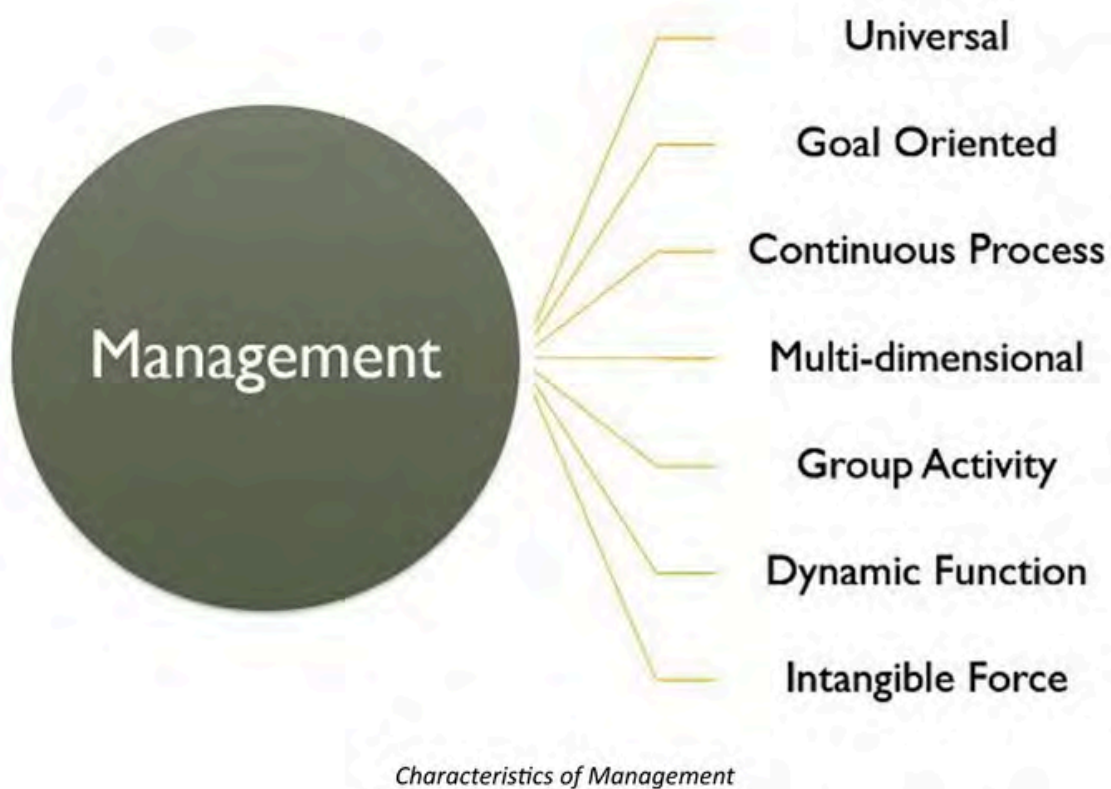 Management
Universal
Goal Oriented
Continuous Process
Multi-dimensional
Group Activity
Dynamic Function
Intangible Force
Characteristics of Management